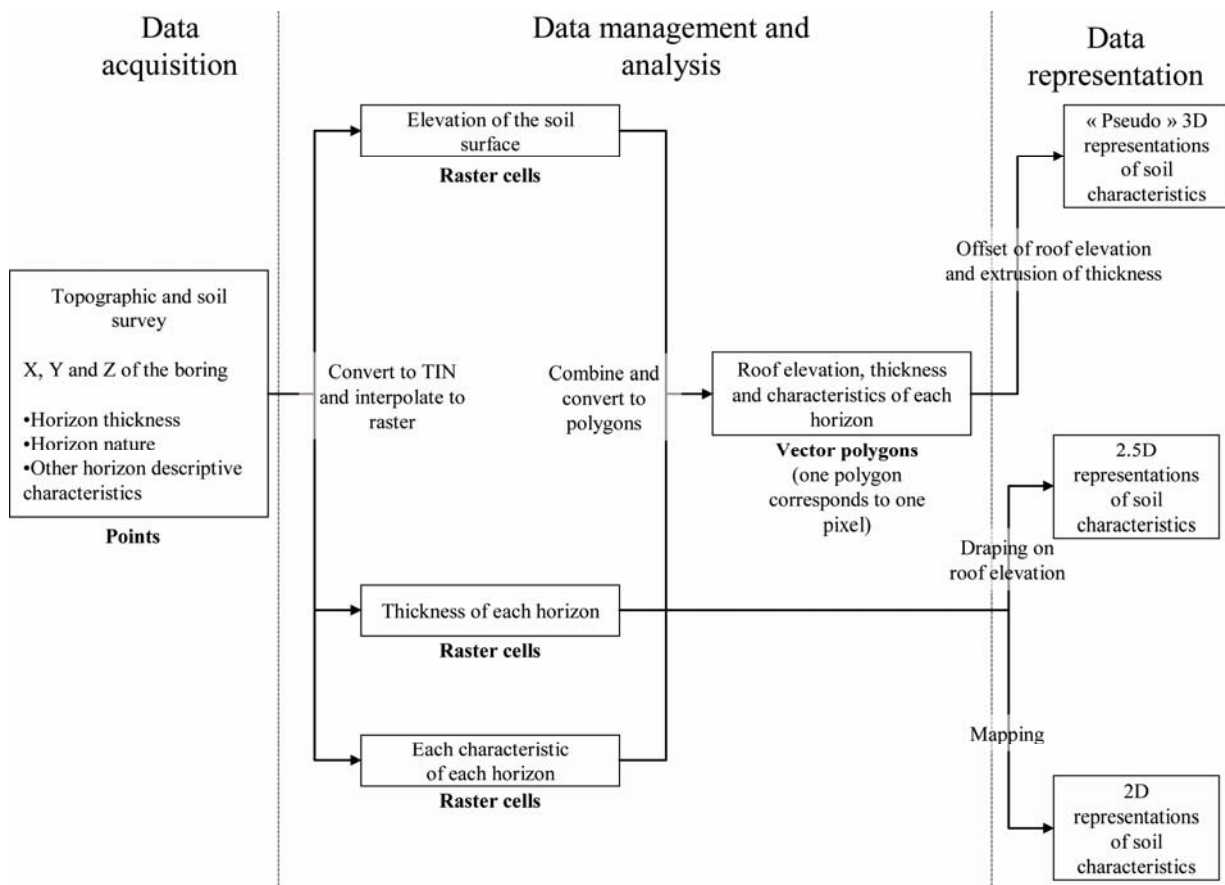 Data
acquisition
Data management and
analysis
Data
representation
Topographic and soil
survey
X, Y and Z of the boring
•Horizon thickness
•Horizon nature
•Other horizon descriptive
characteristics
Points
Convert to TIN
and interpolate to
raster
Elevation of the soil
surface
Raster cells
Thickness of each horizon
Raster cells
Each characteristic
of each horizon
Raster cells
Combine and
convert to
polygons
Roof elevation, thickness
and characteristics of each
horizon
Vector polygons
(one polygon
corresponds to one
pixel)
Offset of roof elevation
and extrusion of thickness
« Pseudo » 3D
representations
of soil
characteristics
Draping on
roof elevation
2.5D
representations
of soil
characteristics
Mapping
2D
representations
of soil
characteristics